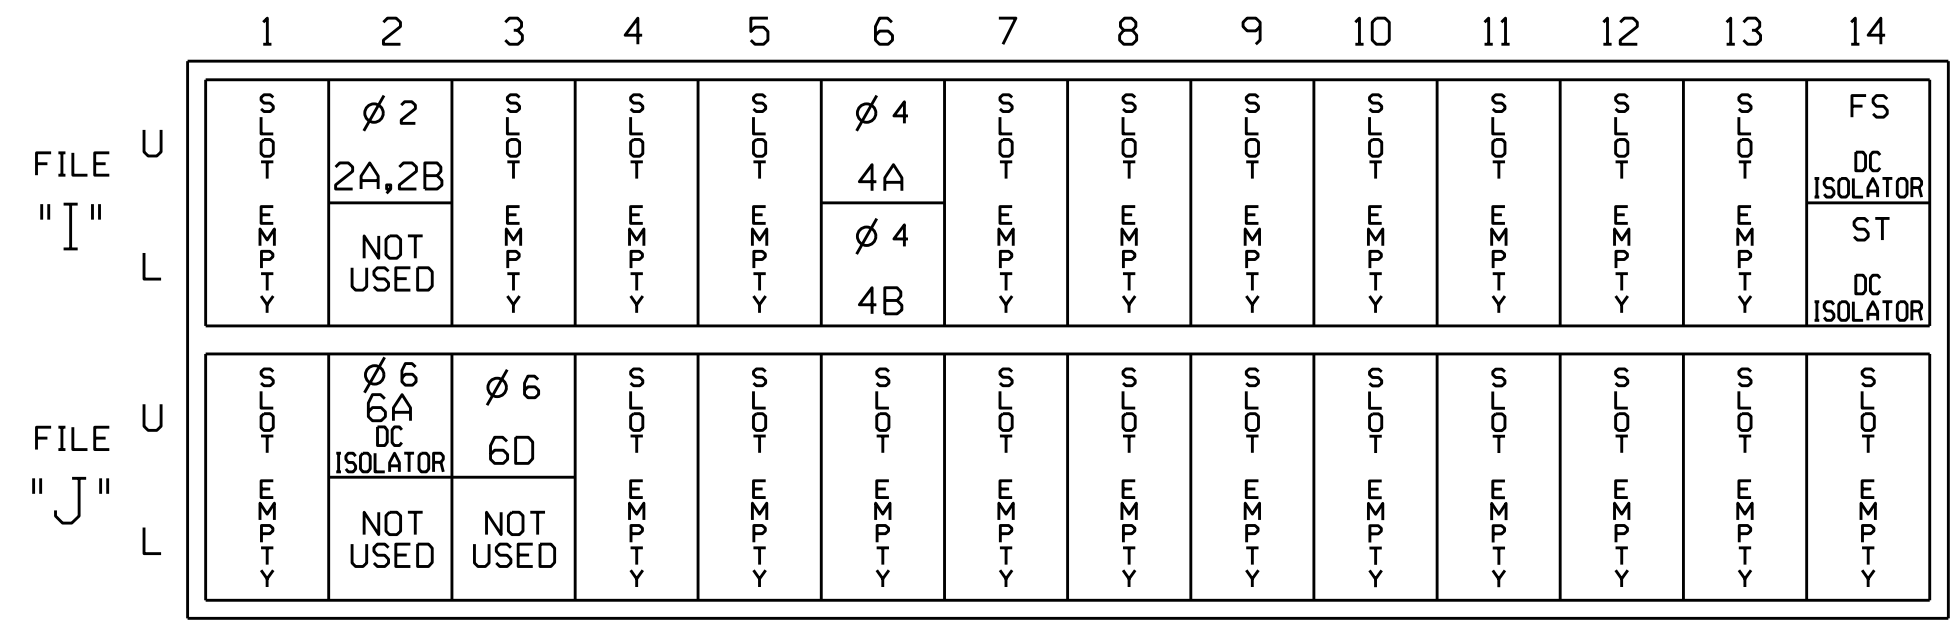 1 2 3 4 5 6 7 8 9 10 11 12 13 14
FILE "I"
U
L
SLOT EMPTY
Ø 2
2A,2B
NOT USED
SLOT EMPTY
SLOT EMPTY
SLOT EMPTY
Ø 4
4A
Ø 4
4B
SLOT EMPTY
SLOT EMPTY
SLOT EMPTY
SLOT EMPTY
SLOT EMPTY
SLOT EMPTY
SLOT EMPTY
FS
DC
ISOLATOR
ST
DC
ISOLATOR
FILE "J"
U
L
SLOT EMPTY
Ø 6
6A
DC
ISOLATOR
NOT USED
Ø 6
6D
NOT USED
SLOT EMPTY
SLOT EMPTY
SLOT EMPTY
SLOT EMPTY
SLOT EMPTY
SLOT EMPTY
SLOT EMPTY
SLOT EMPTY
SLOT EMPTY
SLOT EMPTY
SLOT EMPTY